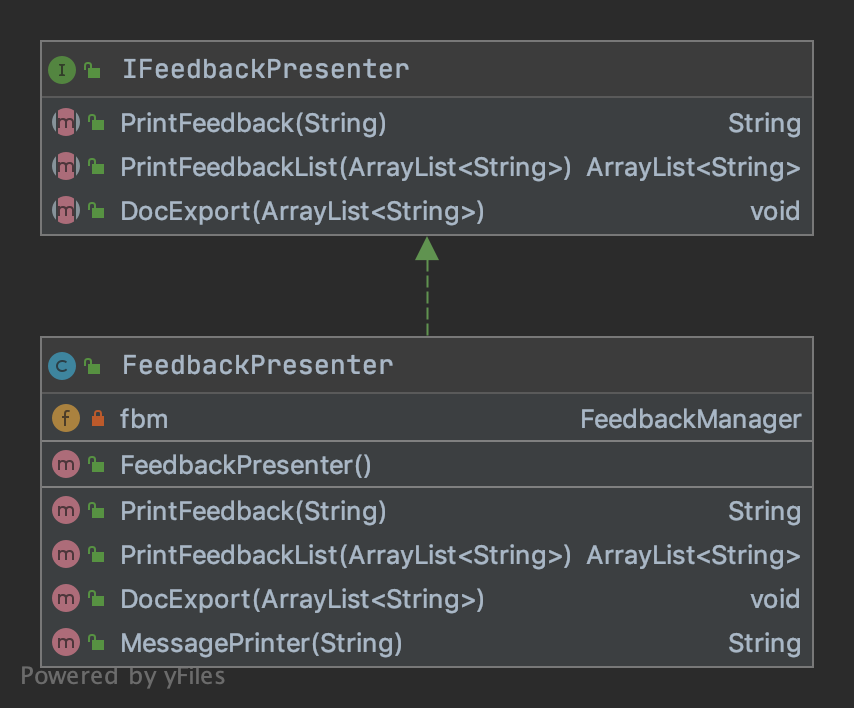 I IFeedbackPresenter
m PrintFeedback(String) String
m PrintFeedbackList(ArrayList<String>) ArrayList<String>
m DocExport(ArrayList<String>) void
C FeedbackPresenter
f fbm FeedbackManager
m FeedbackPresenter()
m PrintFeedback(String) String
m PrintFeedbackList(ArrayList<String>) ArrayList<String>
m DocExport(ArrayList<String>) void
m MessagePrinter(String) String
Powered by yFiles